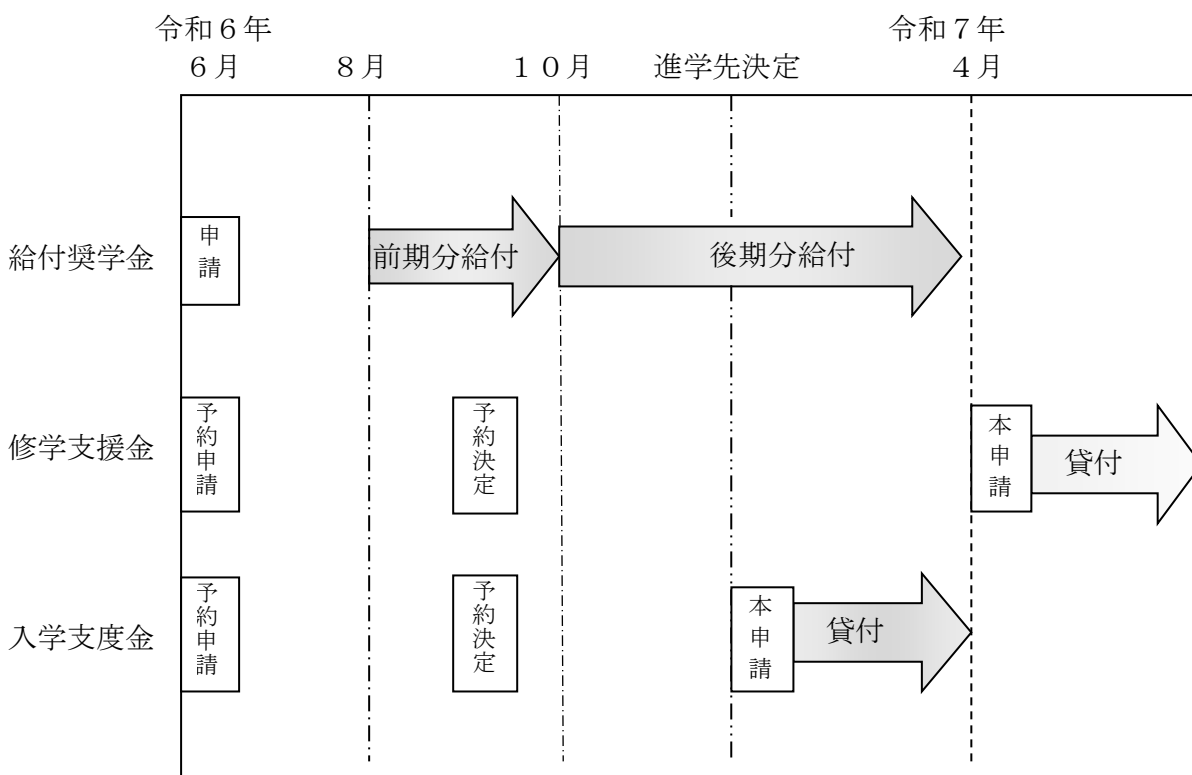 令和６年
令和７年
６月
８月
１０月
進学先決定
４月
給付奨学金
申請
前期分給付
後期分給付
修学支援金
予約申請
予約決定
本申請
貸付
入学支度金
予約申請
予約決定
本申請
貸付